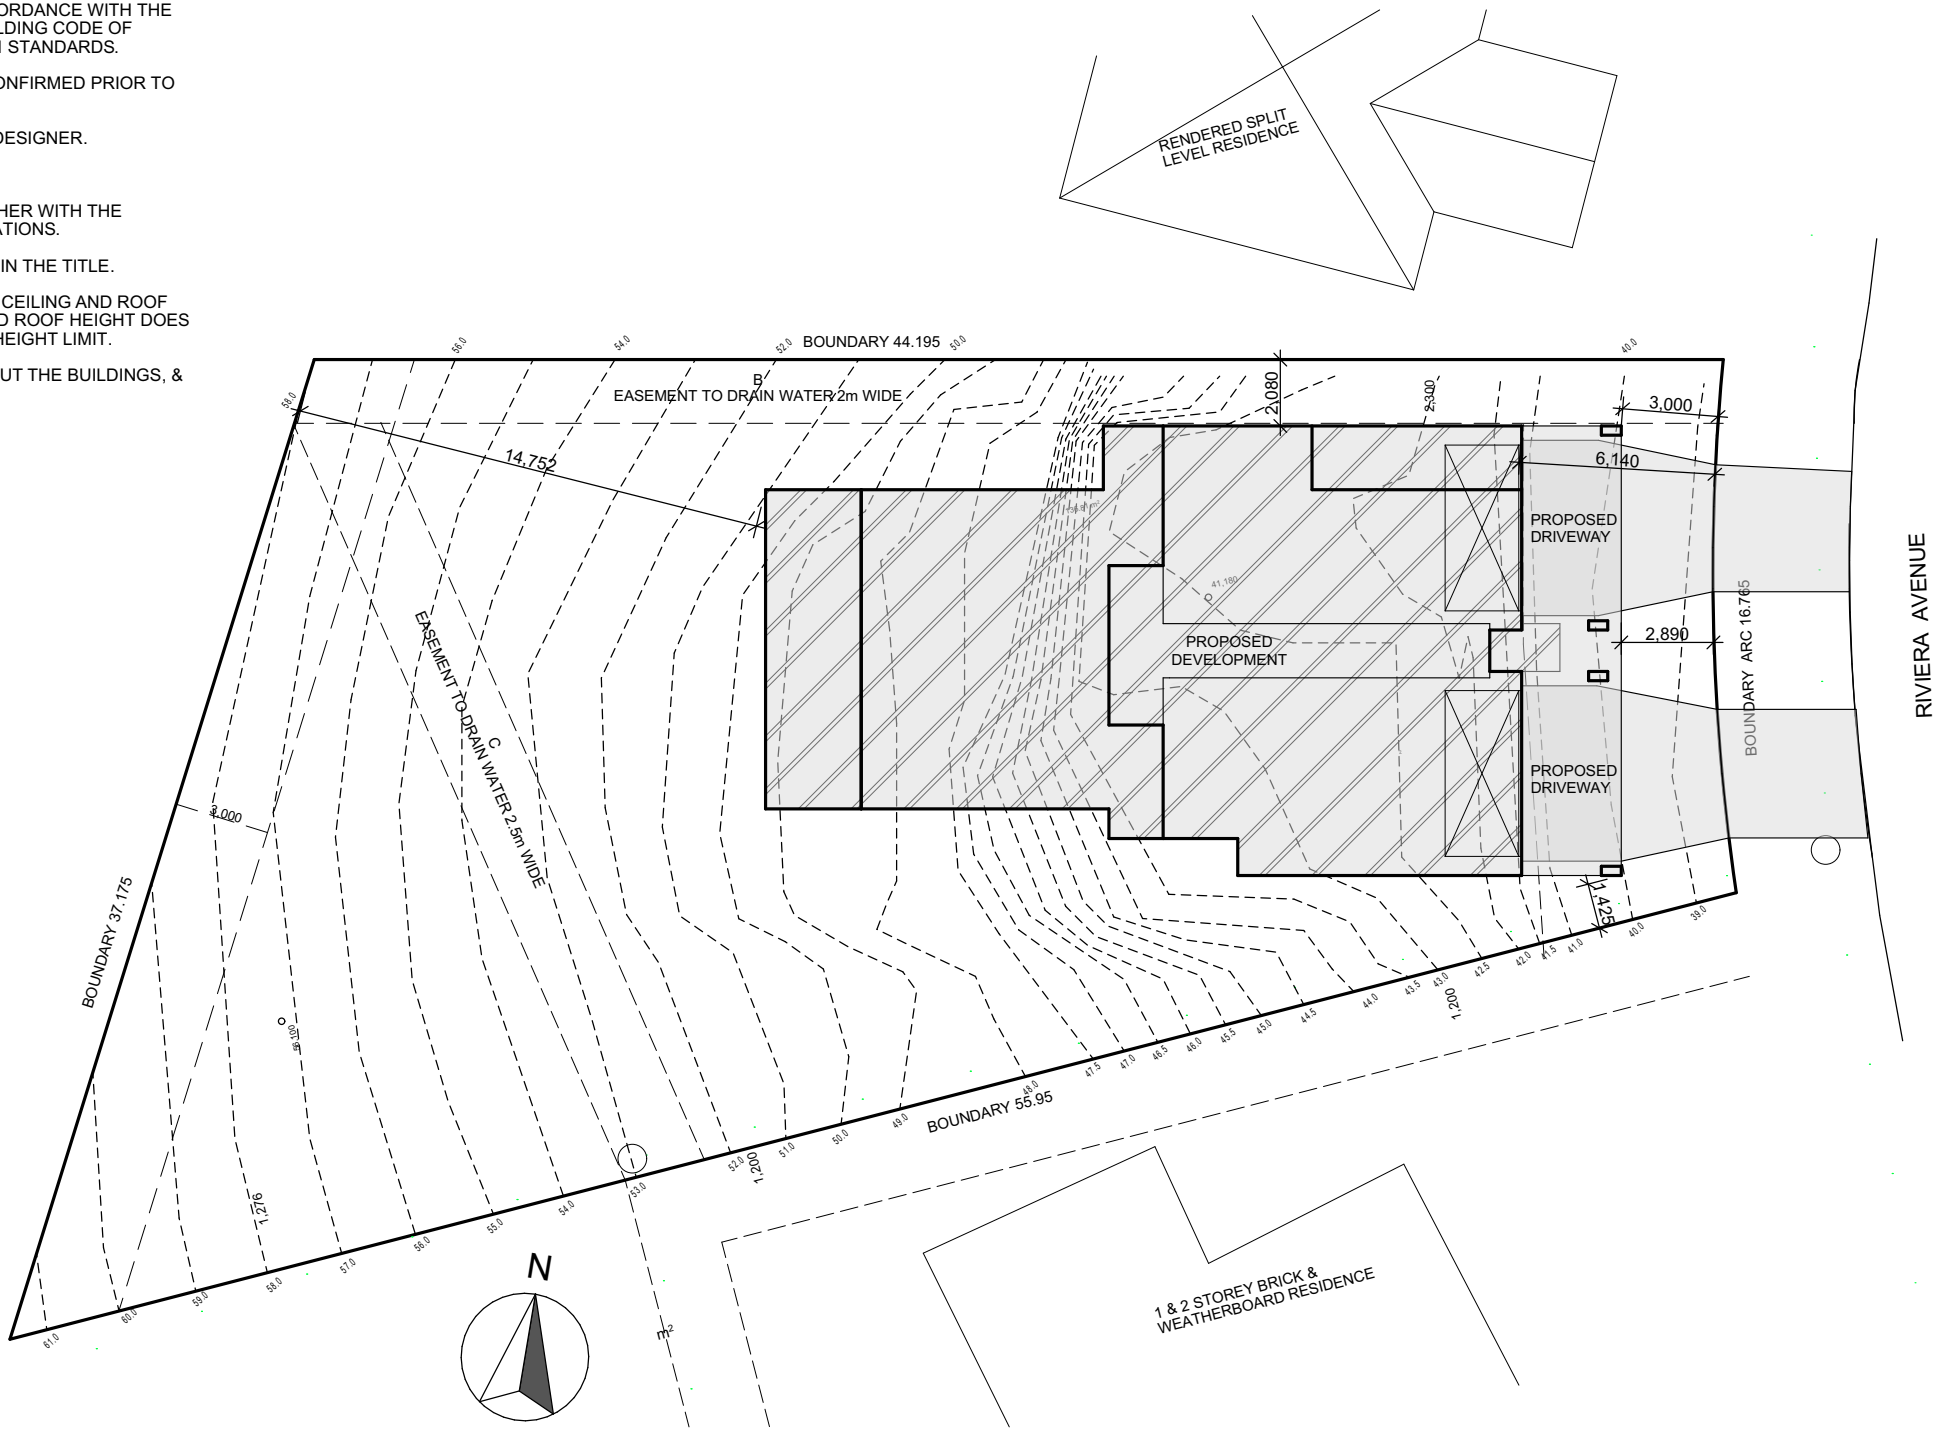 ORDANCE WITH THE
LDING CODE OF
STANDARDS.
ONFIRMED PRIOR TO
DESIGNER.
HER WITH THE
ATIONS.
IN THE TITLE.
CEILING AND ROOF
D ROOF HEIGHT DOES
HEIGHT LIMIT.
UT THE BUILDINGS, &
RENDERED SPLIT
LEVEL RESIDENCE
BOUNDARY 44.195
58.0
56.0
54.0
52.0
50.0
40.0
B
EASEMENT TO DRAIN WATER 2m WIDE
2,080
2,300
3,000
14,752
6,140
PROPOSED
DRIVEWAY
41.180
PROPOSED
DEVELOPMENT
2,890
BOUNDARY ARC 16.765
RIVIERA AVENUE
C
EASEMENT TO DRAIN WATER 2.5m WIDE
PROPOSED
DRIVEWAY
3,000
1,425
BOUNDARY 37.175
BOUNDARY 55.95
1,276
1,200
1,200
61.0
60.0
59.0
58.0
57.0
56.0
55.0
54.0
53.0
52.0
51.0
50.0
49.0
48.0
47.5
47.0
46.5
46.0
45.5
45.0
44.5
44.0
43.5
43.0
42.5
42.0
41.5
41.0
40.0
39.0
N
m²
1 & 2 STOREY BRICK &
WEATHERBOARD RESIDENCE